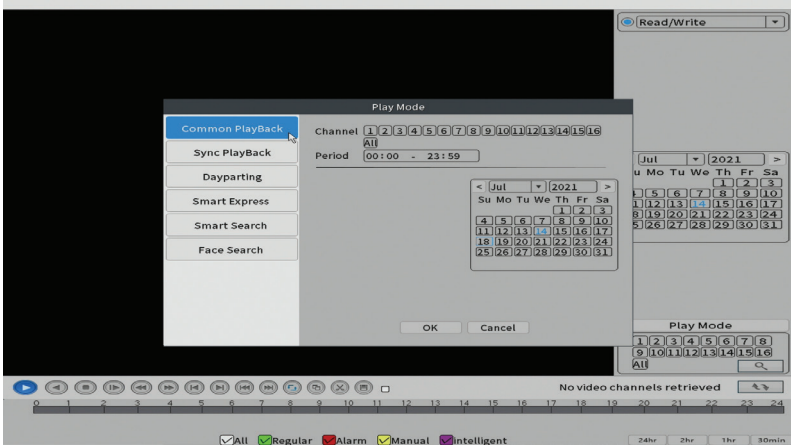 Read/Write
Play Mode
Common PlayBack
Sync PlayBack
Dayparting
Smart Express
Smart Search
Face Search
Channel 1 2 3 4 5 6 7 8 9 10 11 12 13 14 15 16
All
Period 00:00 - 23:59
< Jul 2021 >
Su Mo Tu We Th Fr Sa
1 2 3
4 5 6 7 8 9 10
11 12 13 14 15 16 17
18 19 20 21 22 23 24
25 26 27 28 29 30 31
OK Cancel
Jul 2021 >
u Mo Tu We Th Fr Sa
1 2 3
5 6 7 8 9 10
1 12 13 14 15 16 17
8 19 20 21 22 23 24
5 26 27 28 29 30 31
Play Mode
1 2 3 4 5 6 7 8
9 10 11 12 13 14 15 16
All
No video channels retrieved
0 1 2 3 4 5 6 7 8 9 10 11 12 13 14 15 16 17 18 19 20 21 22 23 24
All Regular Alarm Manual intelligent
24hr 2hr 1hr 30min